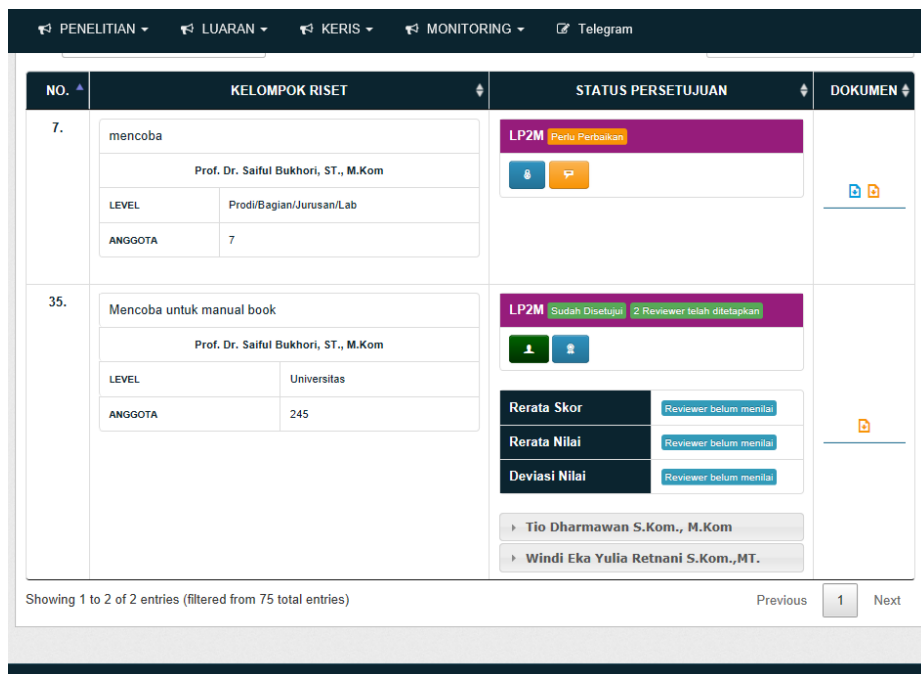 PENELITIAN LUARAN KERIS MONITORING Telegram
NO. KELOMPOK RISET STATUS PERSETUJUAN DOKUMEN
7.
mencoba
Prof. Dr. Saiful Bukhori, ST., M.Kom
LEVEL Prodi/Bagian/Jurusan/Lab
ANGGOTA 7
LP2M Perlu Perbaikan
35.
Mencoba untuk manual book
Prof. Dr. Saiful Bukhori, ST., M.Kom
LEVEL Universitas
ANGGOTA 245
LP2M Sudah Disetujui 2 Reviewer telah ditetapkan
Rerata Skor Reviewer belum menilai
Rerata Nilai Reviewer belum menilai
Deviasi Nilai Reviewer belum menilai
Tio Dharmawan S.Kom., M.Kom
Windi Eka Yulia Retnani S.Kom.,MT.
Showing 1 to 2 of 2 entries (filtered from 75 total entries) Previous 1 Next